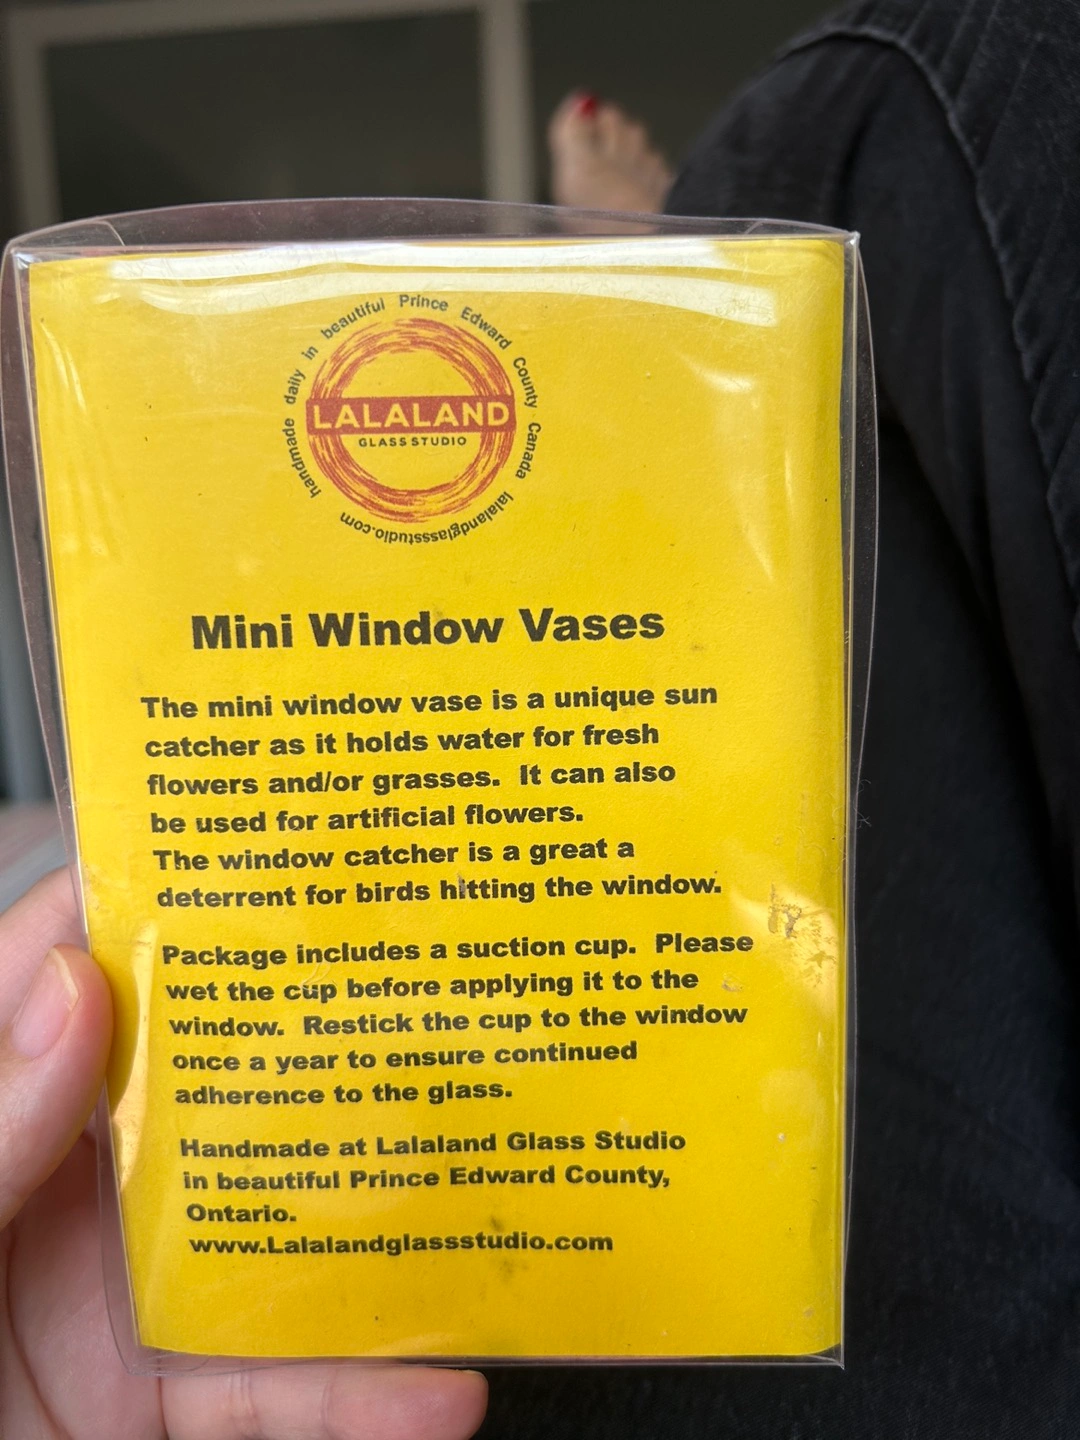 handmade daily in beautiful Prince Edward County Canada lalalandglassstudio.com
LALALAND
GLASS STUDIO
Mini Window Vases
The mini window vase is a unique sun
catcher as it holds water for fresh
flowers and/or grasses.  It can also
be used for artificial flowers.
The window catcher is a great a
deterrent for birds hitting the window.
Package includes a suction cup.  Please
wet the cup before applying it to the
window.  Restick the cup to the window
once a year to ensure continued
adherence to the glass.
Handmade at Lalaland Glass Studio
in beautiful Prince Edward County,
Ontario.
www.Lalalandglassstudio.com